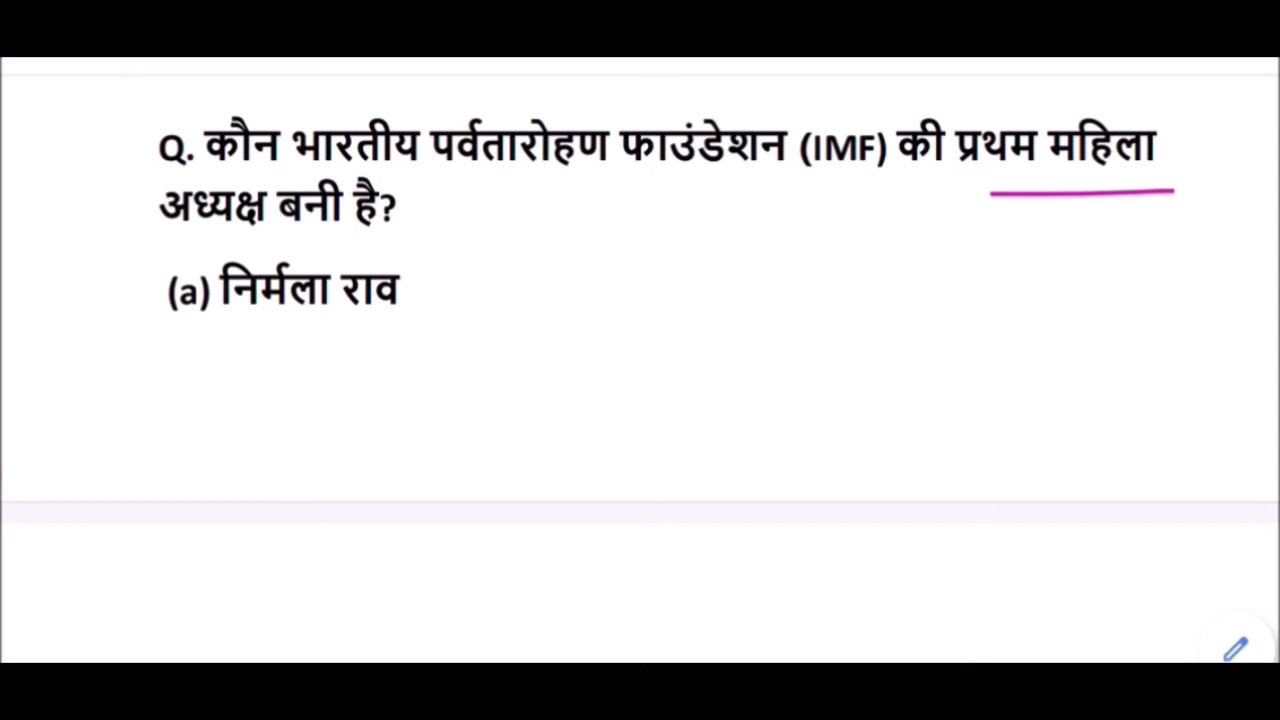 Q. कौन भारतीय पर्वतारोहण फाउंडेशन (IMF) की प्रथम महिला
अध्यक्ष बनी है?
(a) निर्मला राव